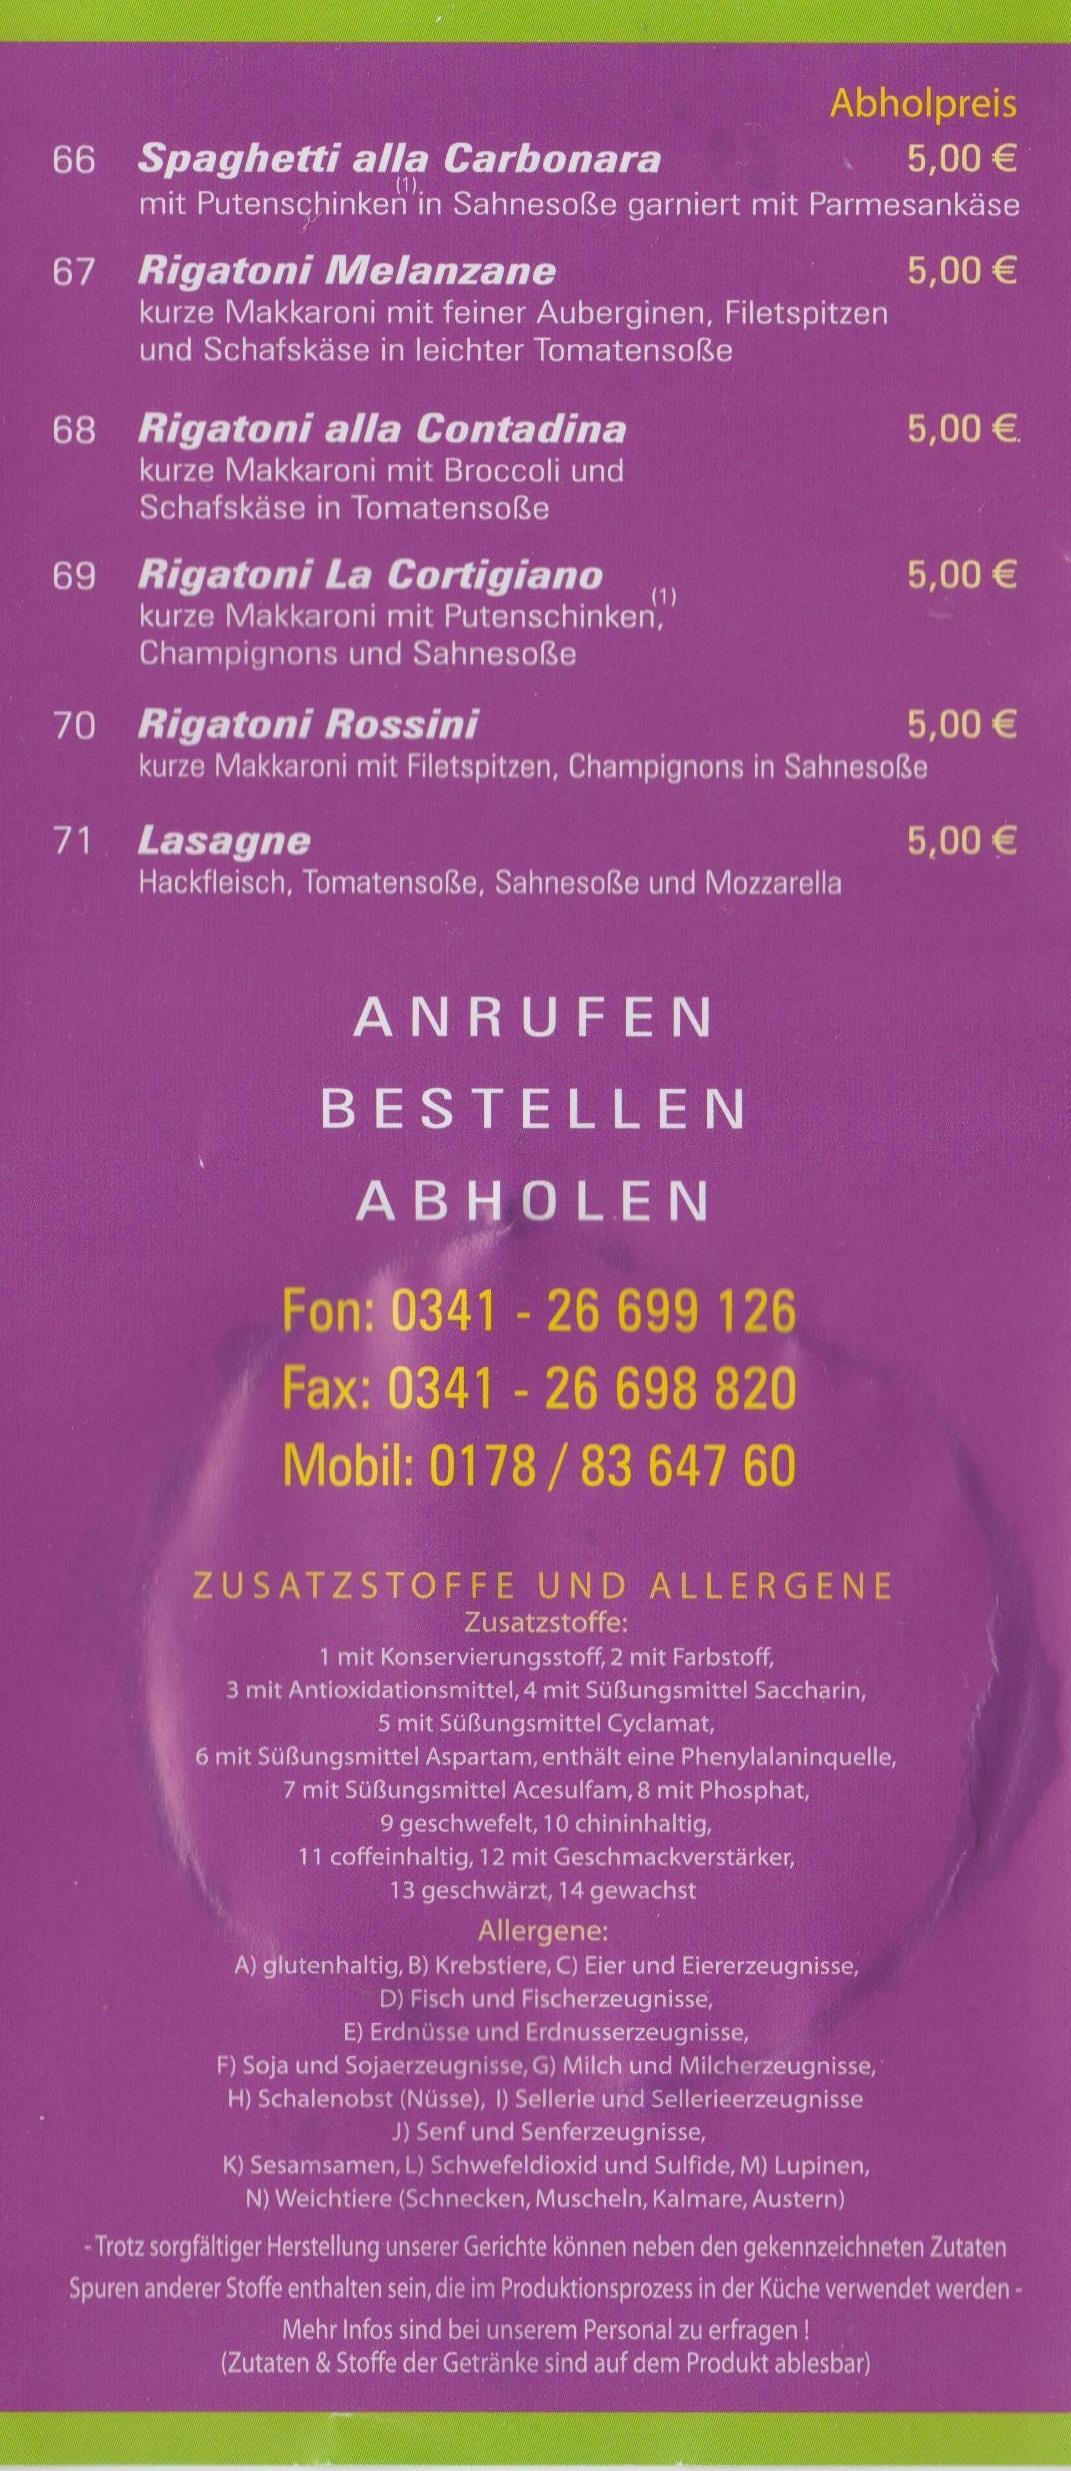 Abholpreis
66 Spaghetti alla Carbonara 5,00 €
mit Putenschinken(1) in Sahnesoße garniert mit Parmesankäse
67 Rigatoni Melanzane 5,00 €
kurze Makkaroni mit feiner Auberginen, Filetspitzen
und Schafskäse in leichter Tomatensoße
68 Rigatoni alla Contadina 5,00 €
kurze Makkaroni mit Broccoli und
Schafskäse in Tomatensoße
69 Rigatoni La Cortigiano 5,00 €
kurze Makkaroni mit Putenschinken(1),
Champignons und Sahnesoße
70 Rigatoni Rossini 5,00 €
kurze Makkaroni mit Filetspitzen, Champignons in Sahnesoße
71 Lasagne 5,00 €
Hackfleisch, Tomatensoße, Sahnesoße und Mozzarella
ANRUFEN
BESTELLEN
ABHOLEN
Fon: 0341 - 26 699 126
Fax: 0341 - 26 698 820
Mobil: 0178 / 83 647 60
ZUSATZSTOFFE UND ALLERGENE
Zusatzstoffe:
1 mit Konservierungsstoff, 2 mit Farbstoff,
3 mit Antioxidationsmittel, 4 mit Süßungsmittel Saccharin,
5 mit Süßungsmittel Cyclamat,
6 mit Süßungsmittel Aspartam, enthält eine Phenylalaninquelle,
7 mit Süßungsmittel Acesulfam, 8 mit Phosphat,
9 geschwefelt, 10 chininhaltig,
11 coffeinhaltig, 12 mit Geschmackverstärker,
13 geschwärzt, 14 gewachst
Allergene:
A) glutenhaltig, B) Krebstiere, C) Eier und Eiererzeugnisse,
D) Fisch und Fischerzeugnisse,
E) Erdnüsse und Erdnusserzeugnisse,
F) Soja und Sojaerzeugnisse, G) Milch und Milcherzeugnisse,
H) Schalenobst (Nüsse), I) Sellerie und Sellerieerzeugnisse
J) Senf und Senferzeugnisse,
K) Sesamsamen, L) Schwefeldioxid und Sulfide, M) Lupinen,
N) Weichtiere (Schnecken, Muscheln, Kalmare, Austern)
- Trotz sorgfältiger Herstellung unserer Gerichte können neben den gekennzeichneten Zutaten
Spuren anderer Stoffe enthalten sein, die im Produktionsprozess in der Küche verwendet werden -
Mehr Infos sind bei unserem Personal zu erfragen !
(Zutaten & Stoffe der Getränke sind auf dem Produkt ablesbar)